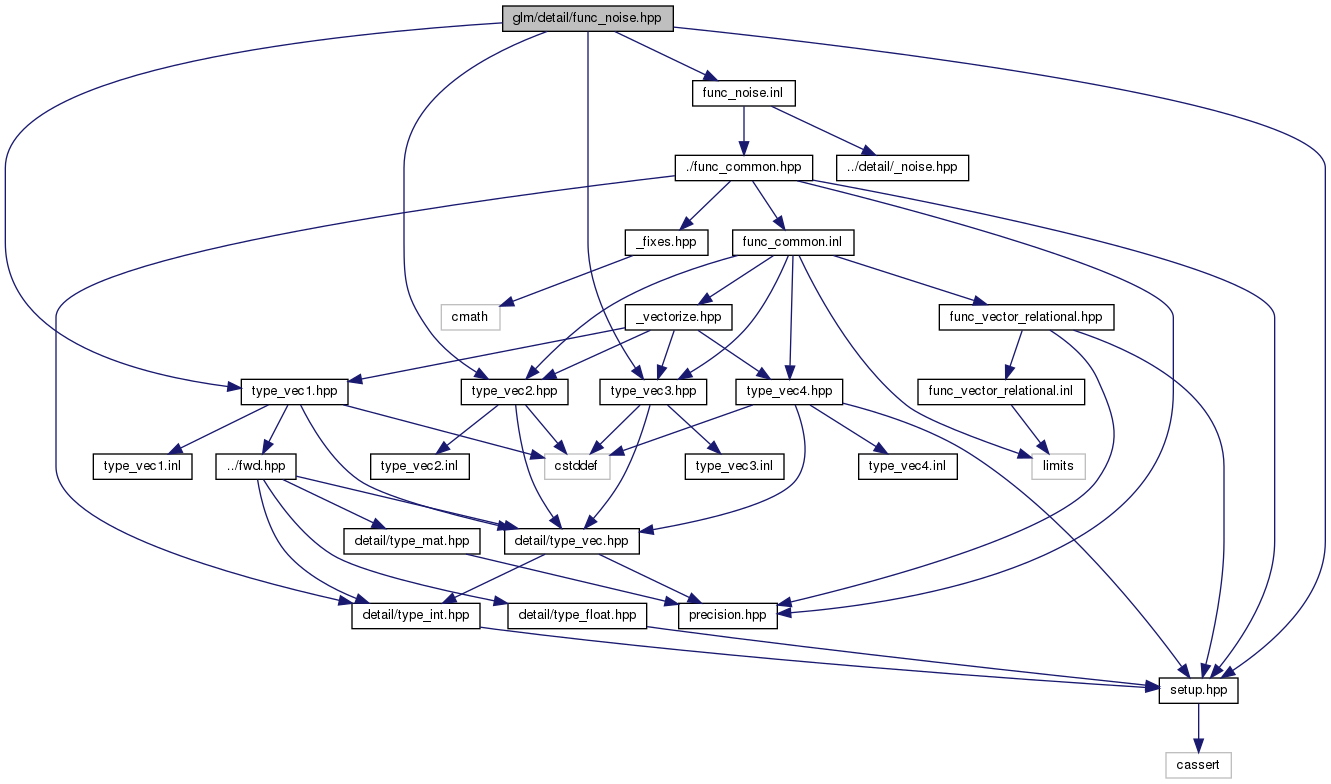 glm/detail/func_noise.hpp
func_noise.inl
./func_common.hpp
../detail/_noise.hpp
_fixes.hpp
func_common.inl
cmath
_vectorize.hpp
func_vector_relational.hpp
type_vec1.hpp
type_vec2.hpp
type_vec3.hpp
type_vec4.hpp
func_vector_relational.inl
type_vec1.inl
../fwd.hpp
type_vec2.inl
cstddef
type_vec3.inl
type_vec4.inl
limits
detail/type_mat.hpp
detail/type_vec.hpp
detail/type_int.hpp
detail/type_float.hpp
precision.hpp
setup.hpp
cassert